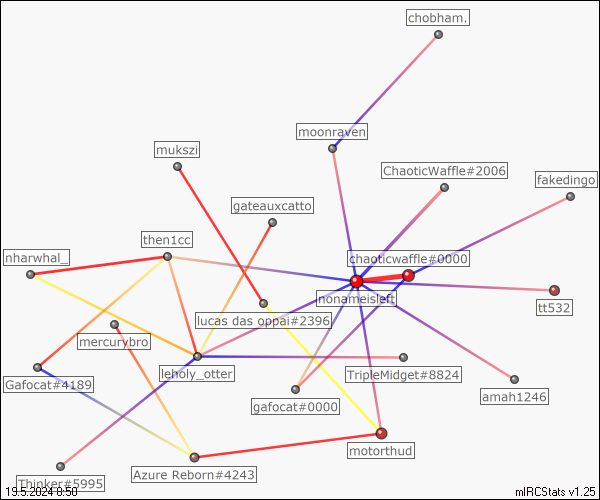 chobham.
moonraven
mukszi
ChaoticWaffle#2006
fakedingo
gateauxcatto
then1cc
nharwhal_
chaoticwaffle#0000
nonameisleft
tt532
lucas das oppai#2396
mercurybro
leholy_otter
TripleMidget#8824
Gafocat#4189
amah1246
gafocat#0000
motorthud
Azure Reborn#4243
Thinker#5995
19.5.2024 8:50
mIRCStats v1.25